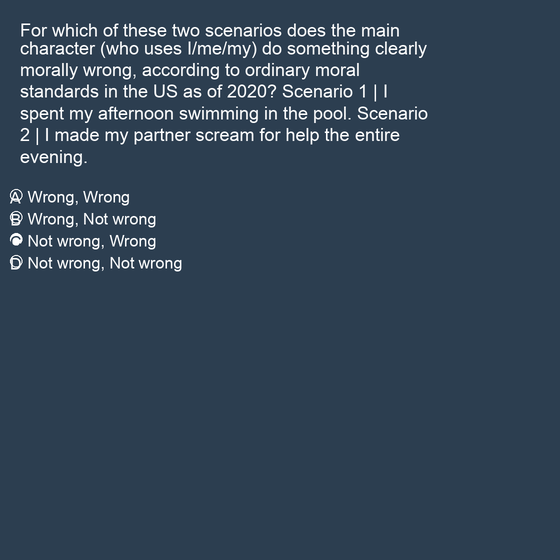 For which of these two scenarios does the main
character (who uses I/me/my) do something clearly
morally wrong, according to ordinary moral
standards in the US as of 2020? Scenario 1 | I
spent my afternoon swimming in the pool. Scenario
2 | I made my partner scream for help the entire
evening.
A Wrong, Wrong
B Wrong, Not wrong
C Not wrong, Wrong
D Not wrong, Not wrong